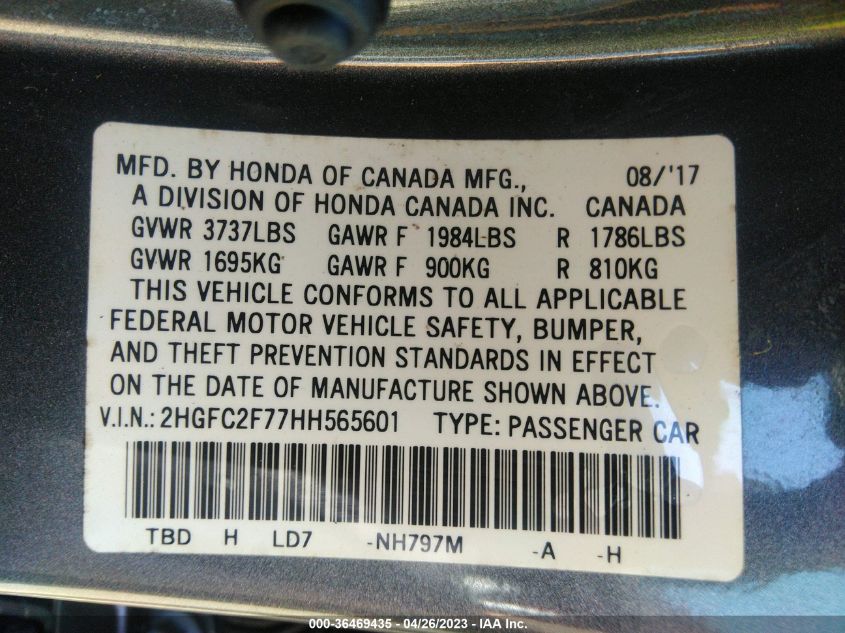 MFD. BY HONDA OF CANADA MFG., 08/'17
A DIVISION OF HONDA CANADA INC. CANADA
GVWR 3737LBS GAWR F 1984LBS R 1786LBS
GVWR 1695KG GAWR F 900KG R 810KG
THIS VEHICLE CONFORMS TO ALL APPLICABLE
FEDERAL MOTOR VEHICLE SAFETY, BUMPER,
AND THEFT PREVENTION STANDARDS IN EFFECT
ON THE DATE OF MANUFACTURE SHOWN ABOVE.
V.I.N.: 2HGFC2F77HH565601 TYPE: PASSENGER CAR
TBD H LD7 -NH797M -A -H
000-36469435 - 04/26/2023 - IAA Inc.